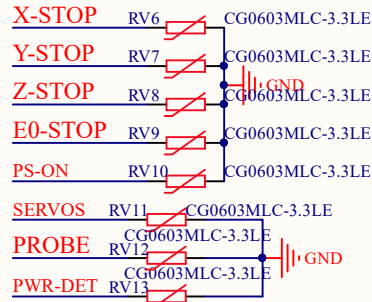 X-STOP RV6 CG0603MLC-3.3LE
Y-STOP RV7 CG0603MLC-3.3LE
GND
Z-STOP RV8 CG0603MLC-3.3LE
E0-STOP RV9 CG0603MLC-3.3LE
PS-ON RV10 CG0603MLC-3.3LE
SERVOS RV11 CG0603MLC-3.3LE
PROBE RV12 CG0603MLC-3.3LE
GND
PWR-DET RV13 CG0603MLC-3.3LE